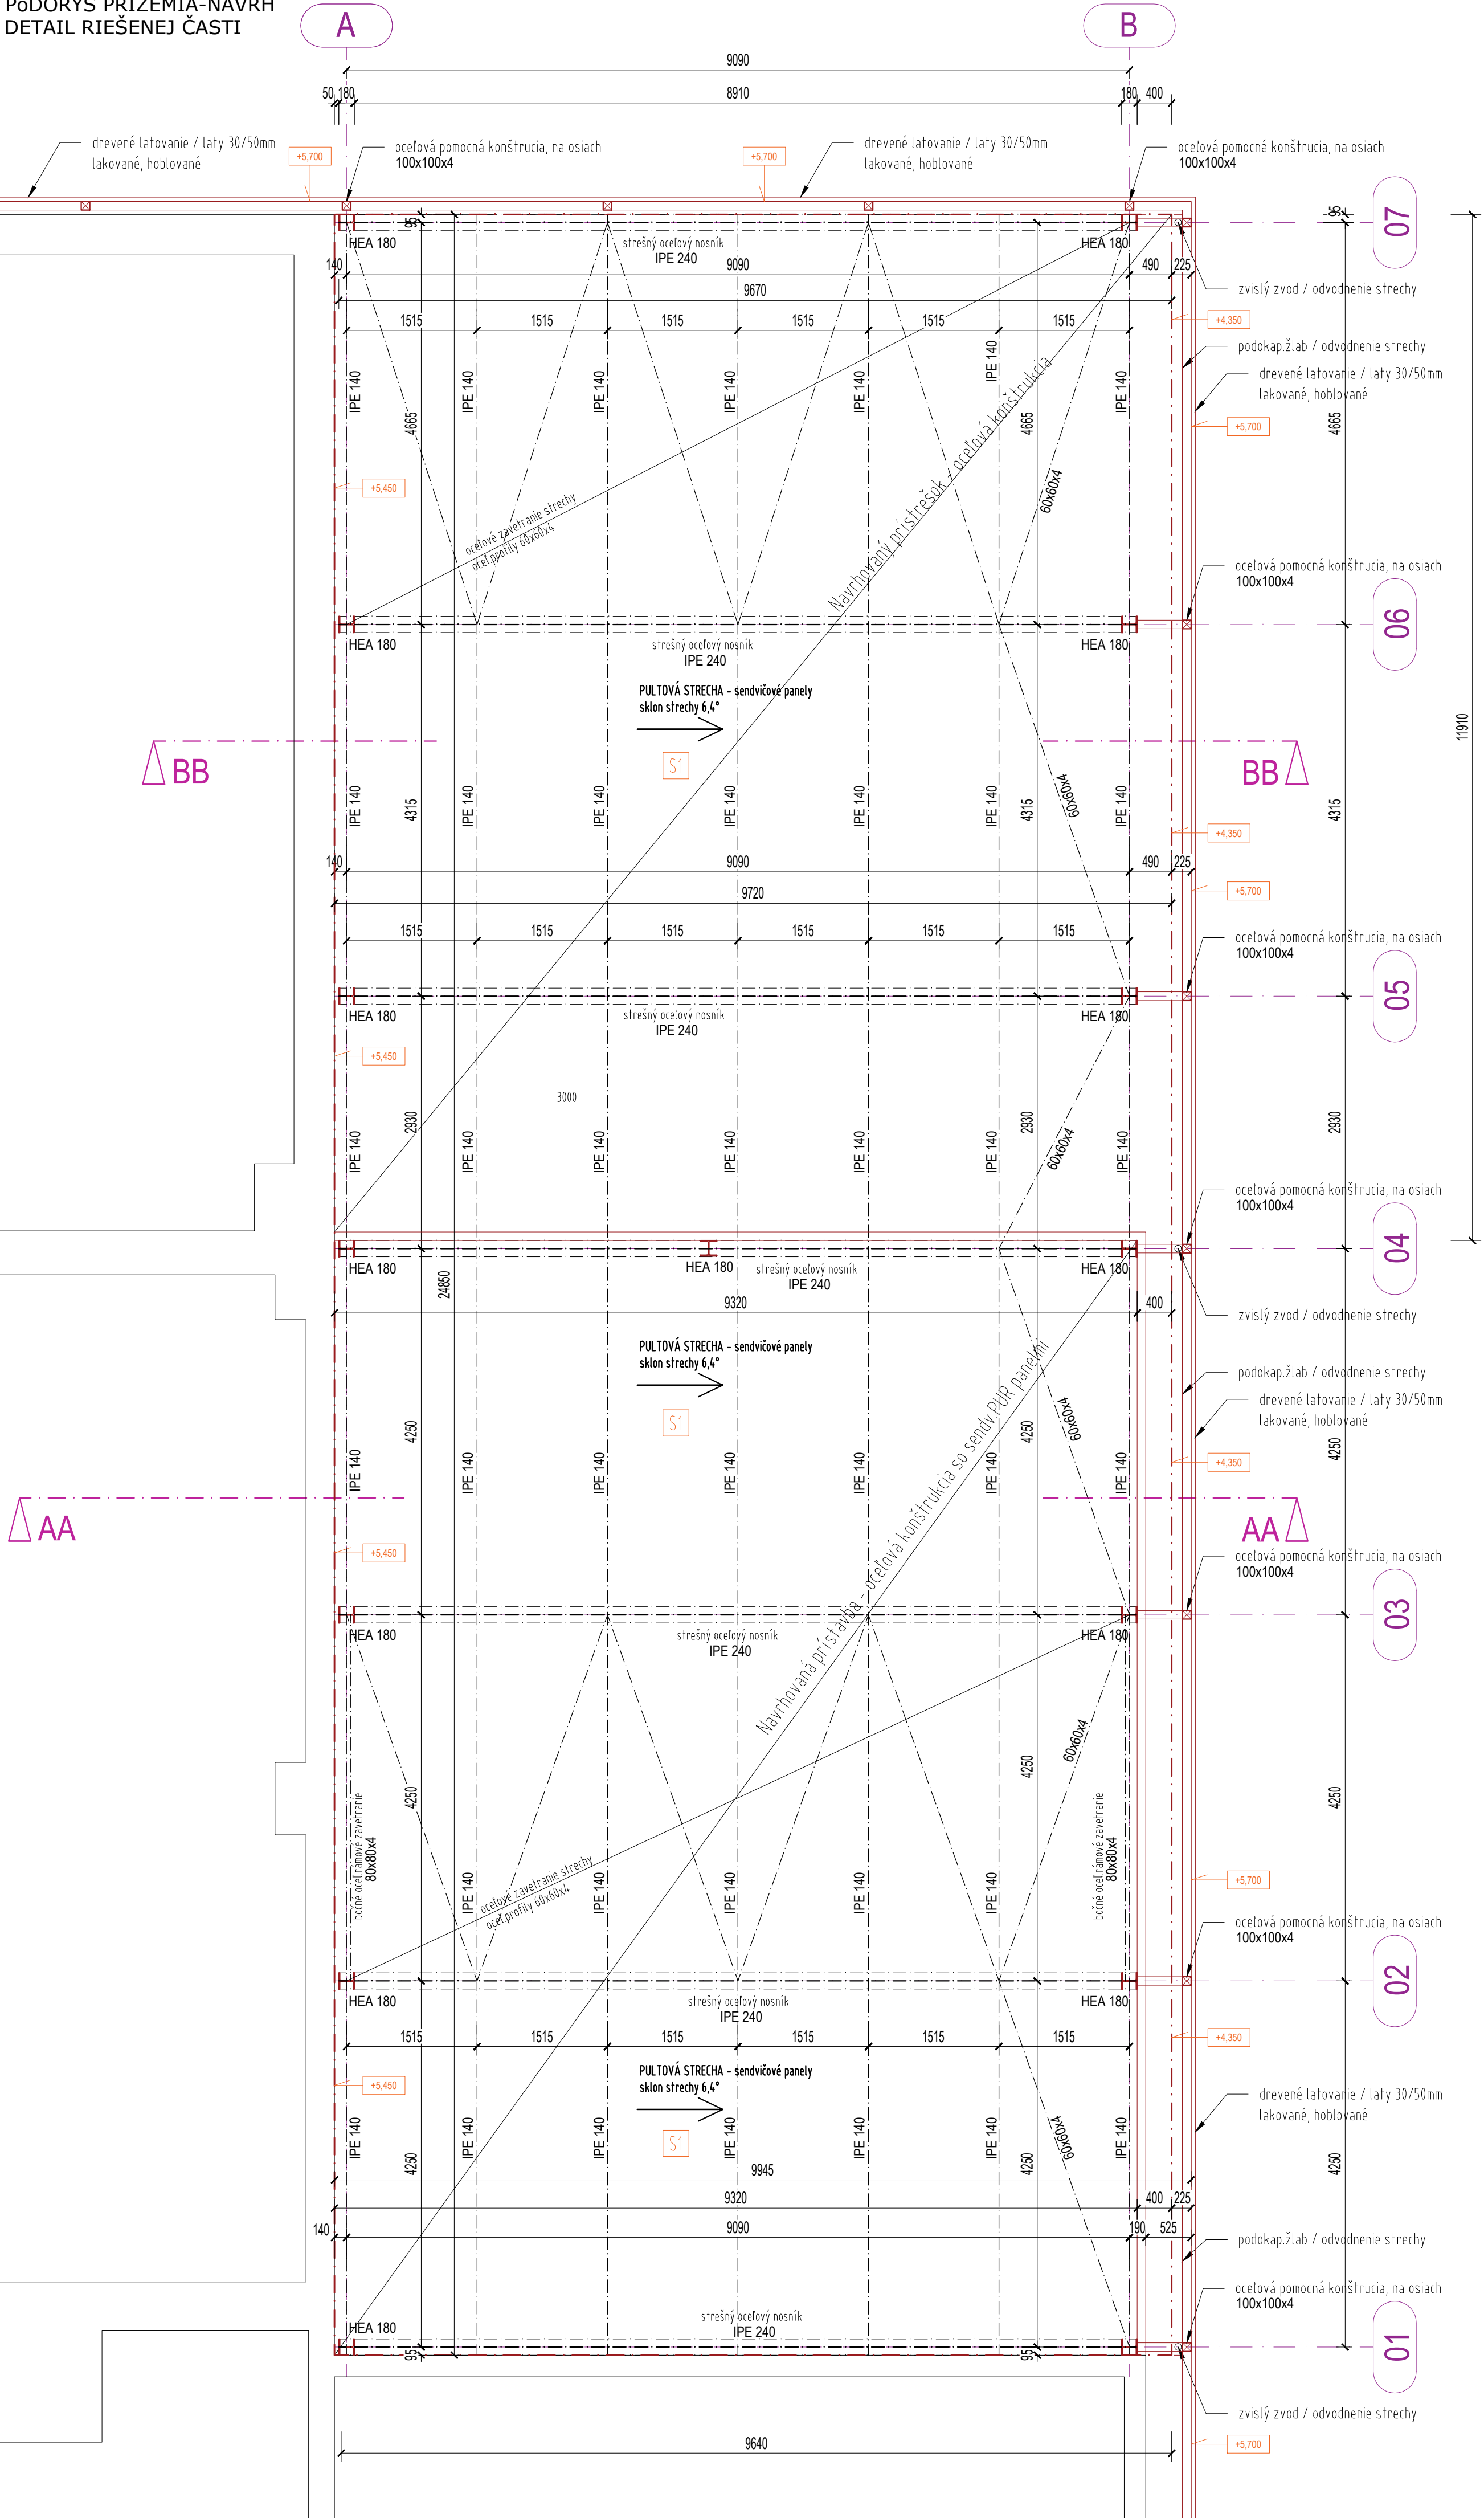 PôDORYS PRÍZEMIA-NÁVRH
DETAIL RIEŠENEJ ČASTI
A
B
9090
50
180
8910
180
400
drevené latovanie / laty 30/50mm
lakované, hoblované
+5,700
oceľová pomocná konštrucia, na osiach
100x100x4
+5,700
drevené latovanie / laty 30/50mm
lakované, hoblované
oceľová pomocná konštrucia, na osiach
100x100x4
07
95
95
HEA 180
strešný oceľový nosník
IPE 240
HEA 180
140
9090
490
225
zvislý zvod / odvodnenie strechy
9670
1515
1515
1515
1515
1515
1515
+4,350
podokap.žlab / odvodnenie strechy
drevené latovanie / laty 30/50mm
lakované, hoblované
IPE 140
IPE 140
IPE 140
IPE 140
IPE 140
IPE 140
IPE 140
4665
4665
4665
+5,700
Navrhovaný prístrešok - oceľová konštrukcia
+5,450
60x60x4
oceľové zavetranie strechy
oceľ.profily 60x60x4
oceľová pomocná konštrucia, na osiach
100x100x4
06
HEA 180
strešný oceľový nosník
IPE 240
HEA 180
PULTOVÁ STRECHA - sendvičové panely
sklon strechy 6,4°
S1
11910
BB
BB
IPE 140
IPE 140
IPE 140
IPE 140
IPE 140
IPE 140
IPE 140
4315
4315
4315
60x60x4
+4,350
140
9090
490
225
9720
+5,700
1515
1515
1515
1515
1515
1515
oceľová pomocná konštrucia, na osiach
100x100x4
05
HEA 180
strešný oceľový nosník
IPE 240
HEA 180
+5,450
3000
2930
2930
2930
IPE 140
IPE 140
IPE 140
IPE 140
IPE 140
IPE 140
IPE 140
60x60x4
oceľová pomocná konštrucia, na osiach
100x100x4
04
HEA 180
HEA 180
strešný oceľový nosník
IPE 240
HEA 180
24850
9320
400
zvislý zvod / odvodnenie strechy
PULTOVÁ STRECHA - sendvičové panely
sklon strechy 6,4°
S1
podokap.žlab / odvodnenie strechy
drevené latovanie / laty 30/50mm
lakované, hoblované
60x60x4
4250
4250
4250
IPE 140
IPE 140
IPE 140
IPE 140
IPE 140
IPE 140
IPE 140
+4,350
Navrhovaná prístavba - oceľová konštrukcia so sendv. PUR panelmi
AA
AA
+5,450
oceľová pomocná konštrucia, na osiach
100x100x4
03
HEA 180
strešný oceľový nosník
IPE 240
HEA 180
60x60x4
4250
4250
4250
bočné oceľ.rámové zavetranie
80x80x4
bočné oceľ.rámové zavetranie
80x80x4
IPE 140
IPE 140
IPE 140
IPE 140
IPE 140
oceľové zavetranie strechy
oceľ.profily 60x60x4
+5,700
oceľová pomocná konštrucia, na osiach
100x100x4
02
HEA 180
strešný oceľový nosník
IPE 240
HEA 180
1515
1515
1515
1515
1515
1515
+4,350
PULTOVÁ STRECHA - sendvičové panely
sklon strechy 6,4°
S1
+5,450
drevené latovanie / laty 30/50mm
lakované, hoblované
IPE 140
IPE 140
IPE 140
IPE 140
IPE 140
IPE 140
IPE 140
4250
4250
4250
60x60x4
9945
9320
400
225
140
9090
190
525
podokap.žlab / odvodnenie strechy
oceľová pomocná konštrucia, na osiach
100x100x4
01
HEA 180
strešný oceľový nosník
IPE 240
95
95
zvislý zvod / odvodnenie strechy
+5,700
9640